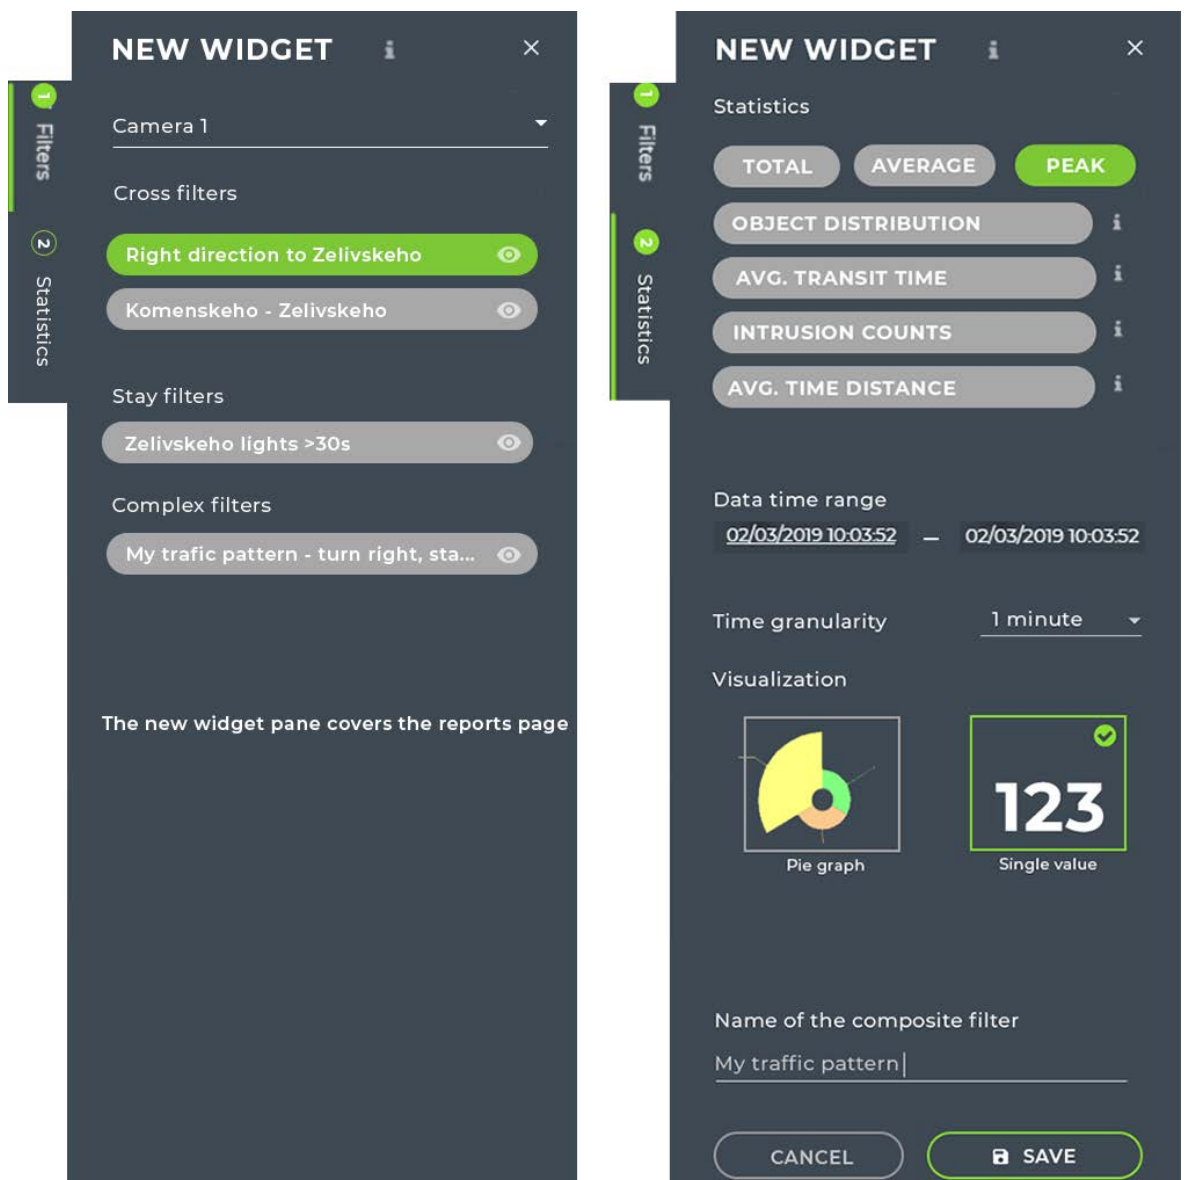 NEW WIDGET i ×
1 Filters
2 Statistics
Camera 1
Cross filters
Right direction to Zelivskeho
Komenskeho - Zelivskeho
Stay filters
Zelivskeho lights >30s
Complex filters
My trafic pattern - turn right, sta...
The new widget pane covers the reports page
NEW WIDGET i ×
1 Filters
2 Statistics
Statistics
TOTAL AVERAGE PEAK
OBJECT DISTRIBUTION i
AVG. TRANSIT TIME i
INTRUSION COUNTS i
AVG. TIME DISTANCE i
Data time range
02/03/2019 10:03:52 – 02/03/2019 10:03:52
Time granularity 1 minute
Visualization
123
Pie graph Single value
Name of the composite filter
My traffic pattern
CANCEL SAVE